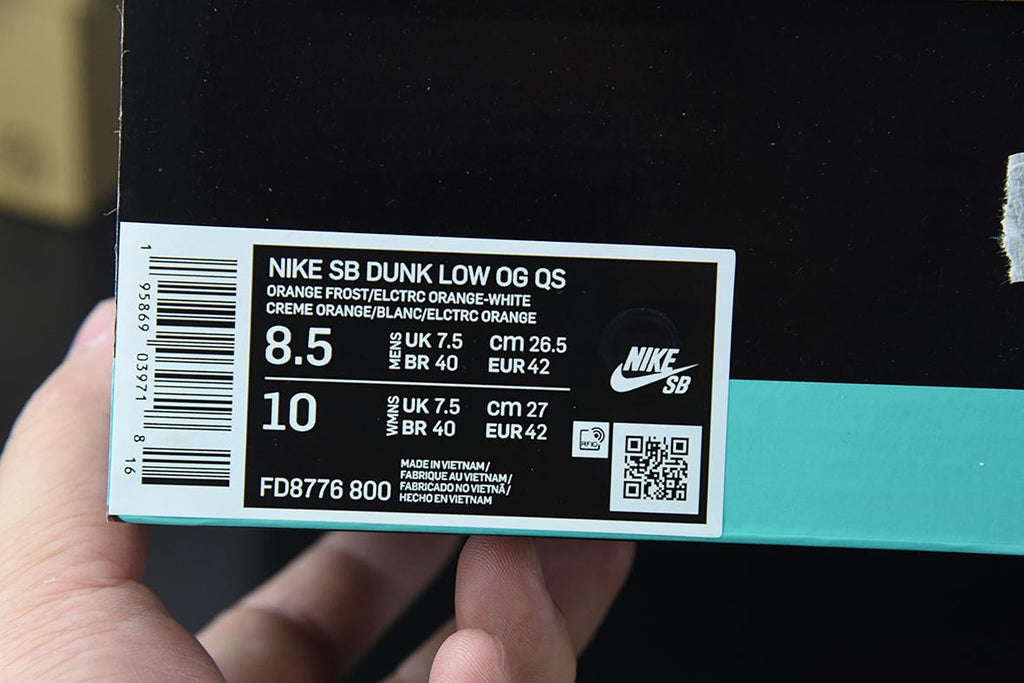 1 95869 03971 8 16
NIKE SB DUNK LOW OG QS
ORANGE FROST/ELCTRC ORANGE-WHITE
CREME ORANGE/BLANC/ELCTRC ORANGE
8.5 MENS UK 7.5 cm 26.5
BR 40 EUR 42
10 WMNS UK 7.5 cm 27
BR 40 EUR 42
FD8776 800
MADE IN VIETNAM/
FABRIQUE AU VIETNAM/
FABRICADO NO VIETNÃ/
HECHO EN VIETNAM
NIKE
SB
RFID